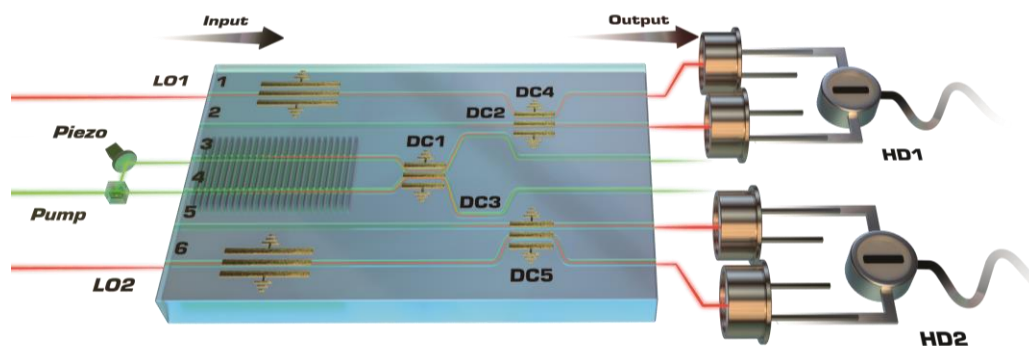 Input
Output
LO1
1
2
DC4
DC2
Piezo
3
DC1
HD1
4
Pump
DC3
5
6
LO2
DC5
HD2